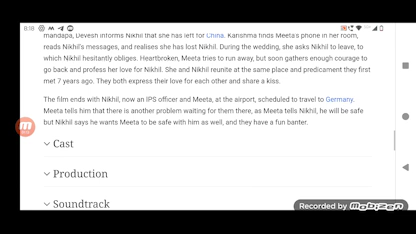 8:18
mandapa, Devesh informs Nikhil that she has left for China. Karishma finds Meeta's phone in her room,
reads Nikhil's messages, and realises she has lost Nikhil. During the wedding, she asks Nikhil to leave, to
which Nikhil hesitantly obliges. Heartbroken, Meeta tries to run away, but soon gathers enough courage to
go back and profess her love for Nikhil. She and Nikhil reunite at the same place and predicament they first
met 7 years ago. They both express their love for each other and share a kiss.
The film ends with Nikhil, now an IPS officer and Meeta, at the airport, scheduled to travel to Germany.
Meeta tells him that there is another problem waiting for them there, as Meeta tells Nikhil, he will be safe
but Nikhil says he wants Meeta to be safe with him as well, and they have a fun banter.
Cast
Production
Soundtrack
Recorded by MOBIZEN